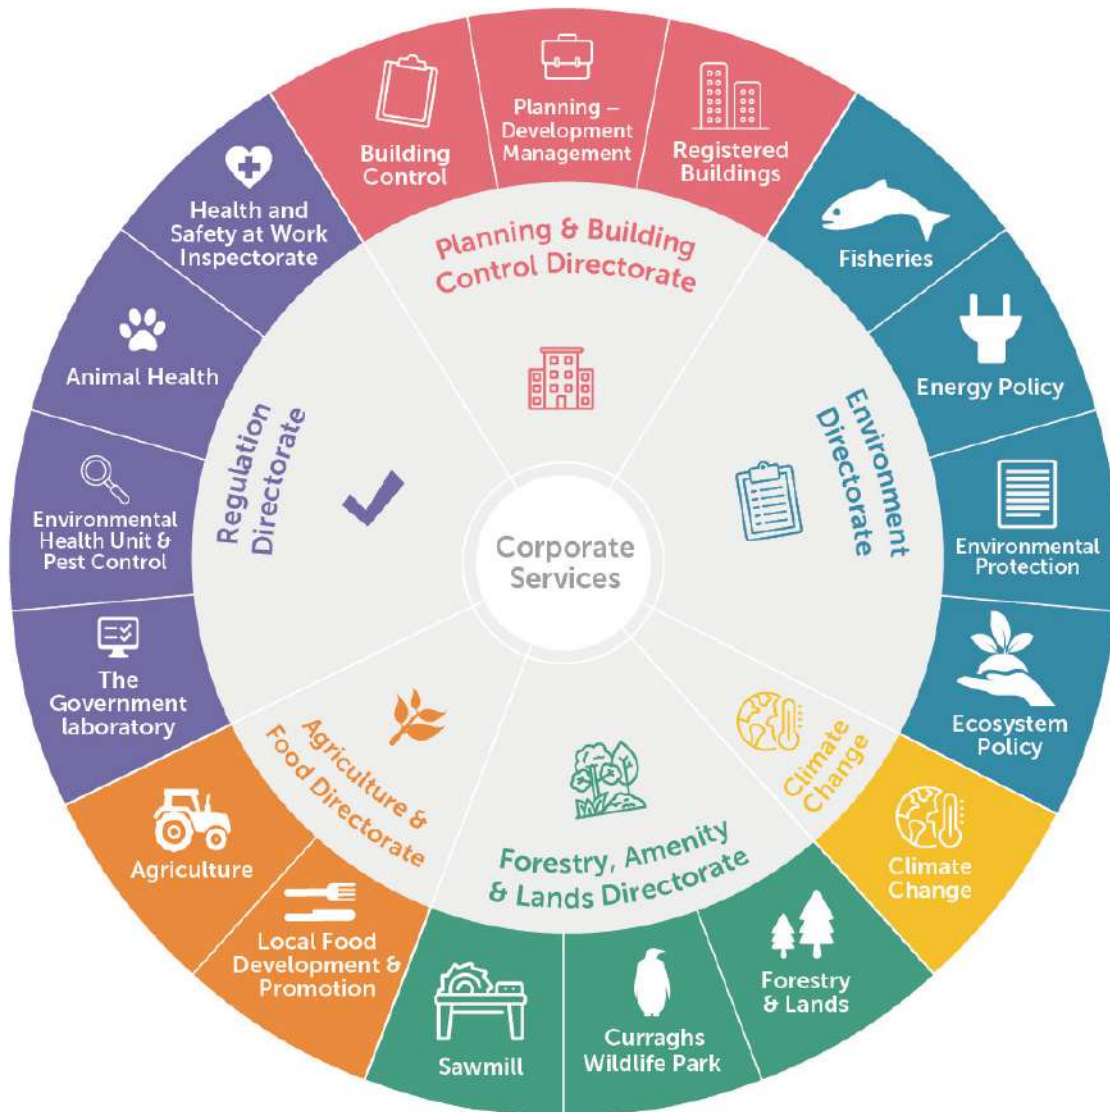 Building
Control
Planning –
Development
Management
Registered
Buildings
Fisheries
Energy Policy
Environmental
Protection
Ecosystem
Policy
Climate
Change
Forestry
& Lands
Curraghs
Wildlife Park
Sawmill
Local Food
Development &
Promotion
Agriculture
The
Government
laboratory
Environmental
Health Unit &
Pest Control
Animal Health
Health and
Safety at Work
Inspectorate
Planning & Building
Control Directorate
Environment
Directorate
Climate
Change
Forestry, Amenity
& Lands Directorate
Agriculture &
Food Directorate
Regulation
Directorate
Corporate
Services